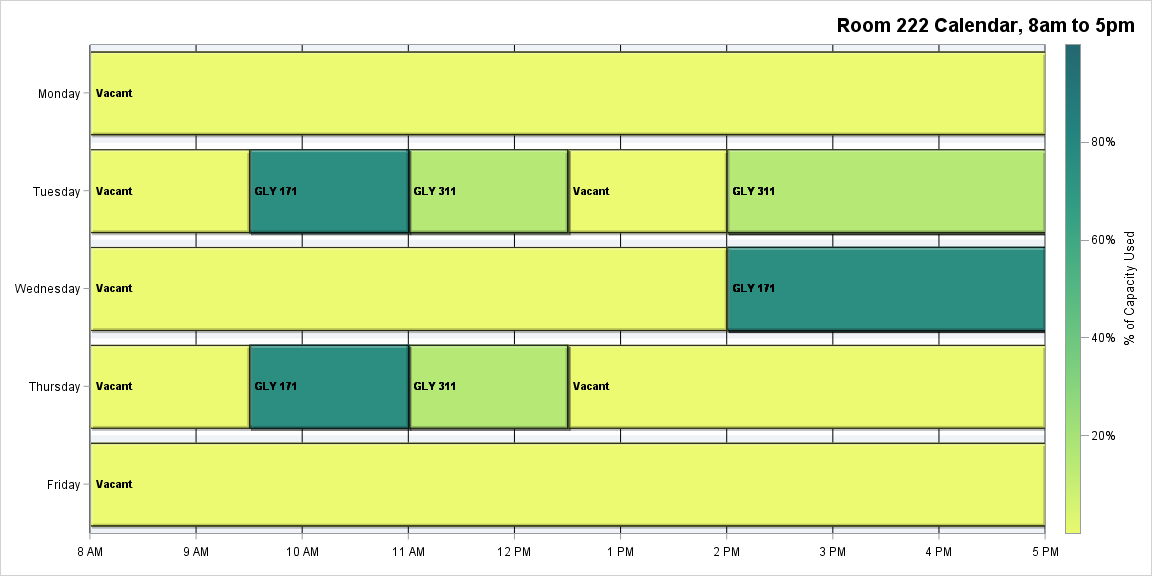 Room 222 Calendar, 8am to 5pm
Monday
Vacant
Tuesday
Vacant
GLY 171
GLY 311
Vacant
GLY 311
Wednesday
Vacant
GLY 171
Thursday
Vacant
GLY 171
GLY 311
Vacant
Friday
Vacant
8 AM
9 AM
10 AM
11 AM
12 PM
1 PM
2 PM
3 PM
4 PM
5 PM
80%
60%
40%
20%
% of Capacity Used